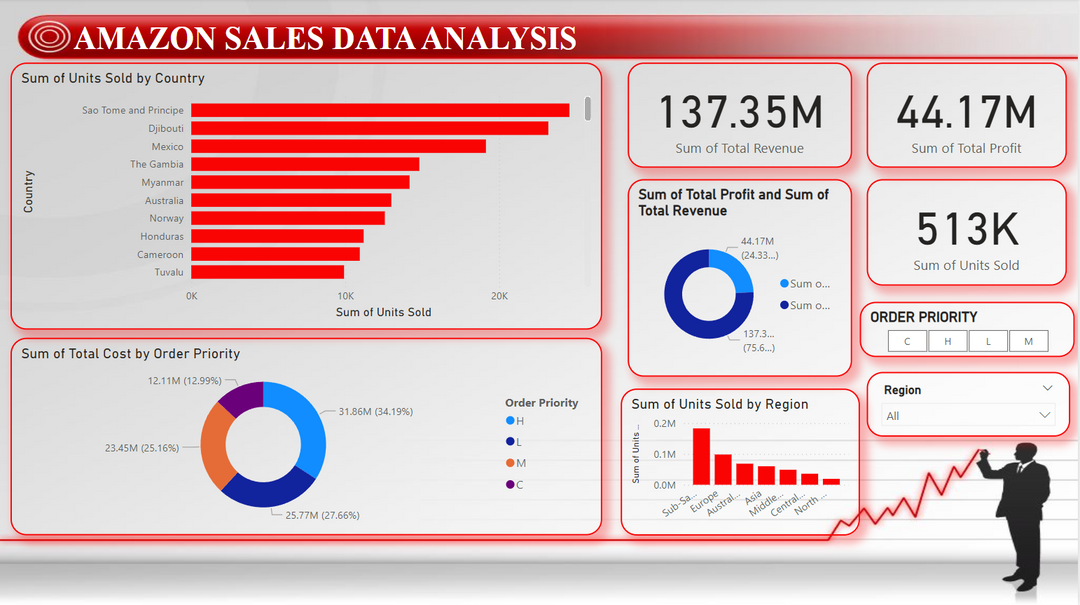 AMAZON SALES DATA ANALYSIS
Sum of Units Sold by Country
Country
Sao Tome and Principe
Djibouti
Mexico
The Gambia
Myanmar
Australia
Norway
Honduras
Cameroon
Tuvalu
0K 10K 20K
Sum of Units Sold
137.35M
Sum of Total Revenue
44.17M
Sum of Total Profit
Sum of Total Profit and Sum of
Total Revenue
44.17M
(24.33...)
Sum o...
Sum o...
137.3...
(75.6...)
513K
Sum of Units Sold
ORDER PRIORITY
C H L M
Region
All
Sum of Total Cost by Order Priority
12.11M (12.99%)
31.86M (34.19%)
23.45M (25.16%)
25.77M (27.66%)
Order Priority
H
L
M
C
Sum of Units Sold by Region
Sum of Units ...
0.2M
0.1M
0.0M
Sub-Sa...
Europe
Austral...
Asia
Middle...
Central...
North ...